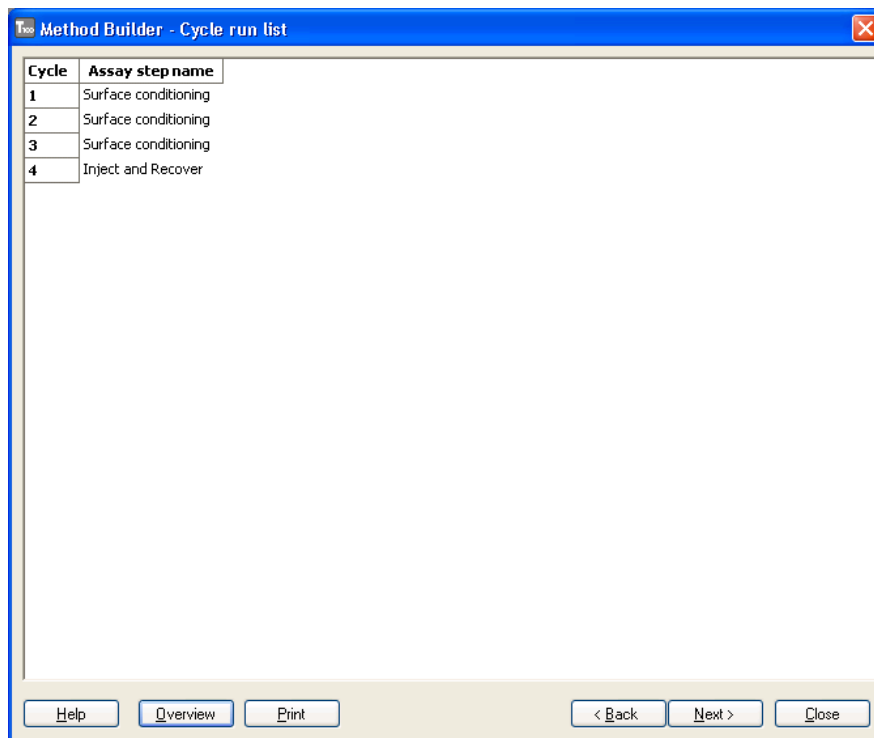 T100 Method Builder - Cycle run list
Cycle Assay step name
1 Surface conditioning
2 Surface conditioning
3 Surface conditioning
4 Inject and Recover
Help Overview Print < Back Next > Close